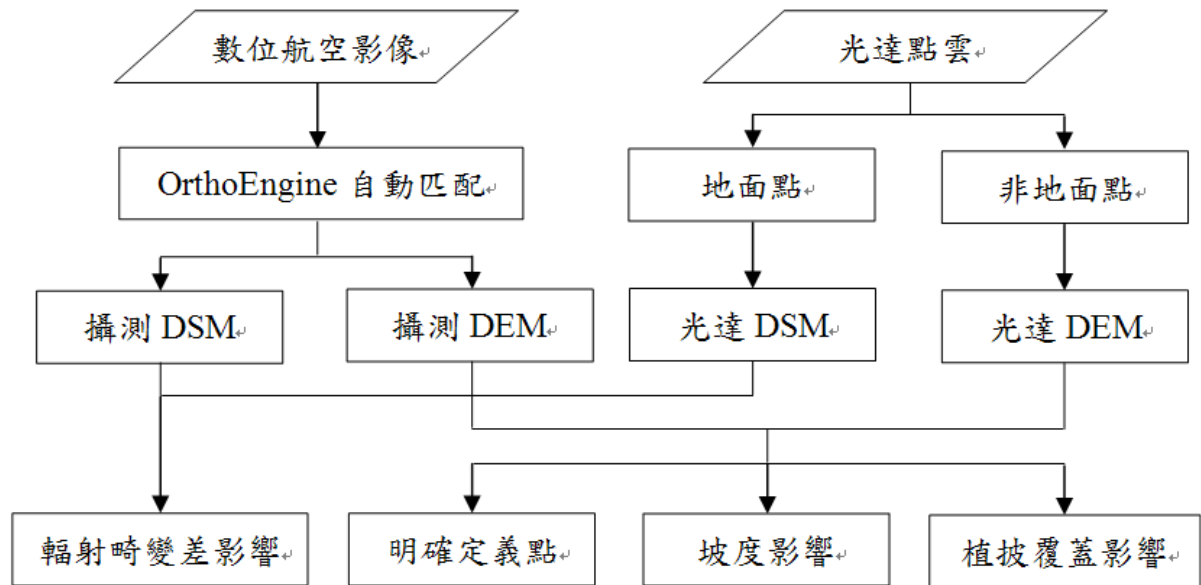 數位航空影像
光達點雲
OrthoEngine 自動匹配
地面點
非地面點
攝測 DSM
攝測 DEM
光達 DSM
光達 DEM
輻射畸變差影響
明確定義點
坡度影響
植披覆蓋影響